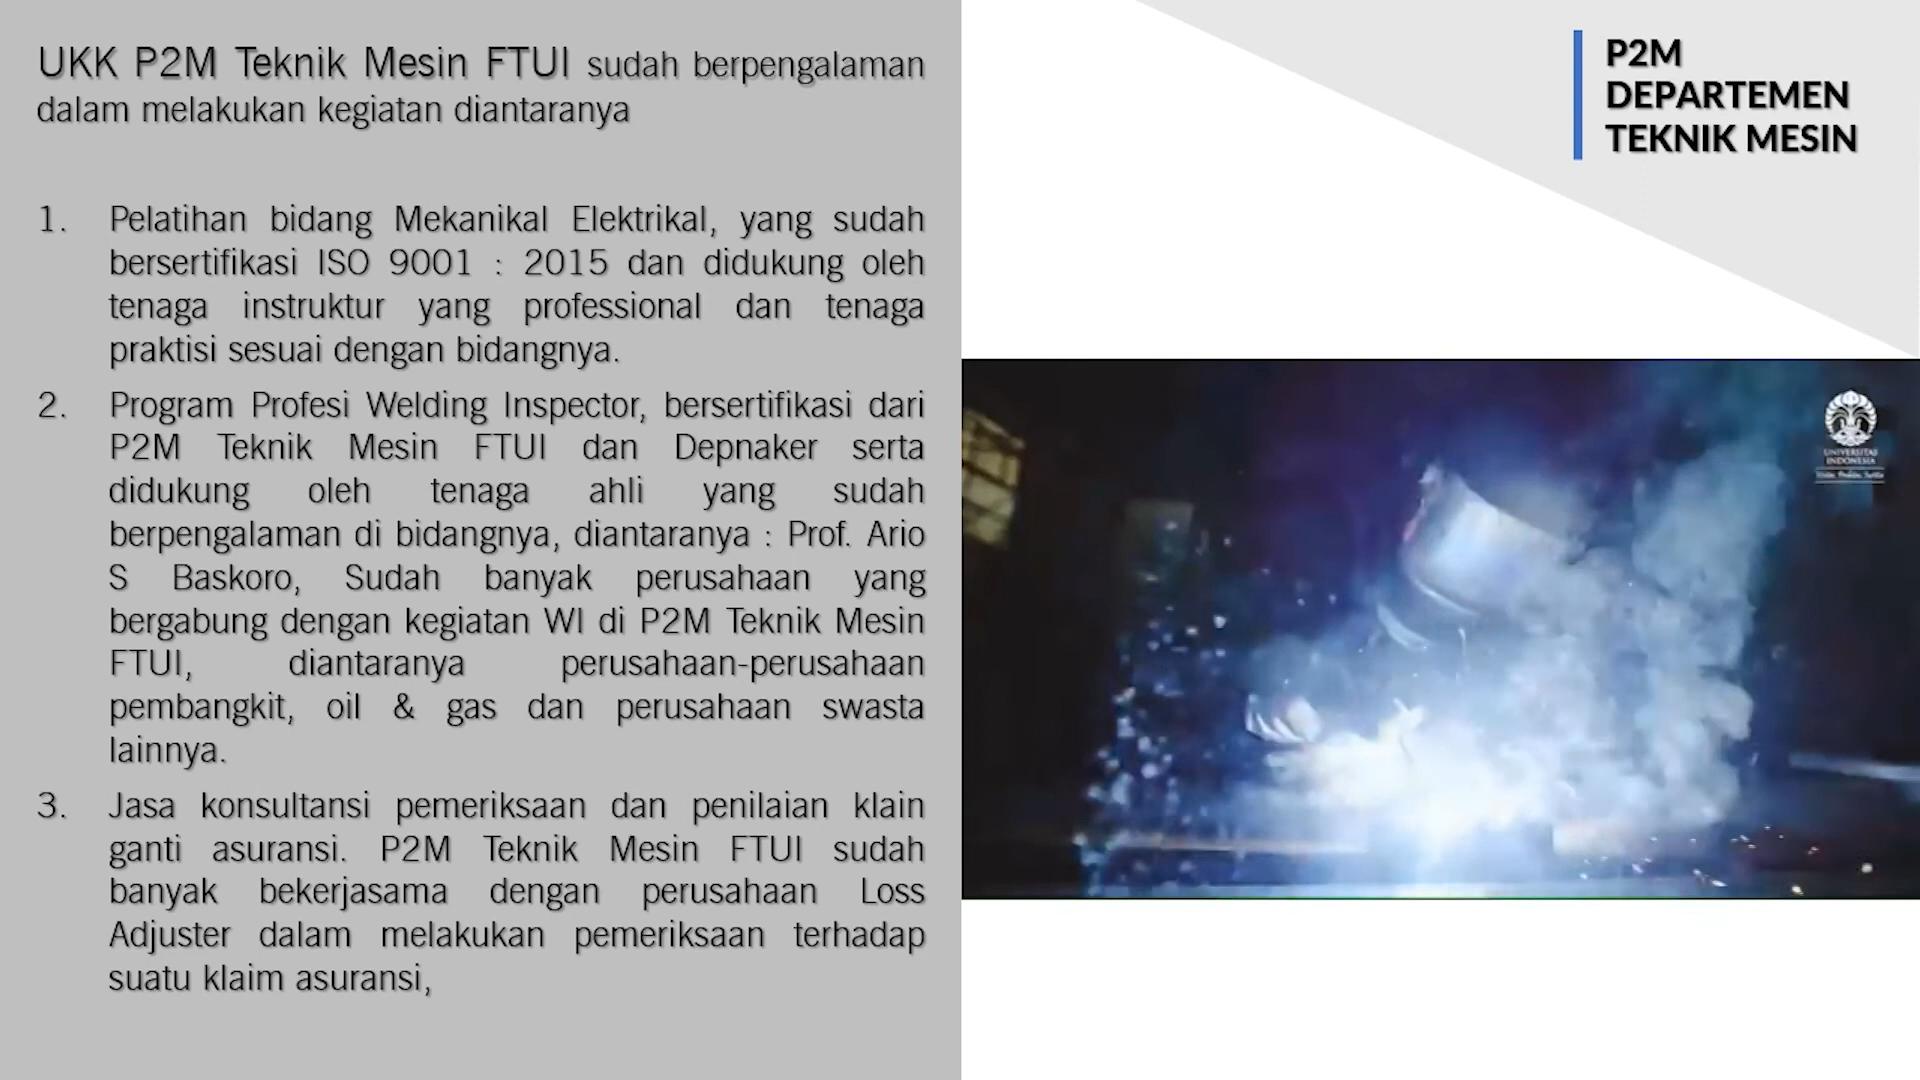 UKK P2M Teknik Mesin FTUI sudah berpengalaman
dalam melakukan kegiatan diantaranya
1. Pelatihan bidang Mekanikal Elektrikal, yang sudah
bersertifikasi ISO 9001 : 2015 dan didukung oleh
tenaga instruktur yang professional dan tenaga
praktisi sesuai dengan bidangnya.
2. Program Profesi Welding Inspector, bersertifikasi dari
P2M Teknik Mesin FTUI dan Depnaker serta
didukung oleh tenaga ahli yang sudah
berpengalaman di bidangnya, diantaranya : Prof. Ario
S Baskoro, Sudah banyak perusahaan yang
bergabung dengan kegiatan WI di P2M Teknik Mesin
FTUI, diantaranya perusahaan-perusahaan
pembangkit, oil & gas dan perusahaan swasta
lainnya.
3. Jasa konsultansi pemeriksaan dan penilaian klain
ganti asuransi. P2M Teknik Mesin FTUI sudah
banyak bekerjasama dengan perusahaan Loss
Adjuster dalam melakukan pemeriksaan terhadap
suatu klaim asuransi,
P2M
DEPARTEMEN
TEKNIK MESIN
UNIVERSITAS
INDONESIA